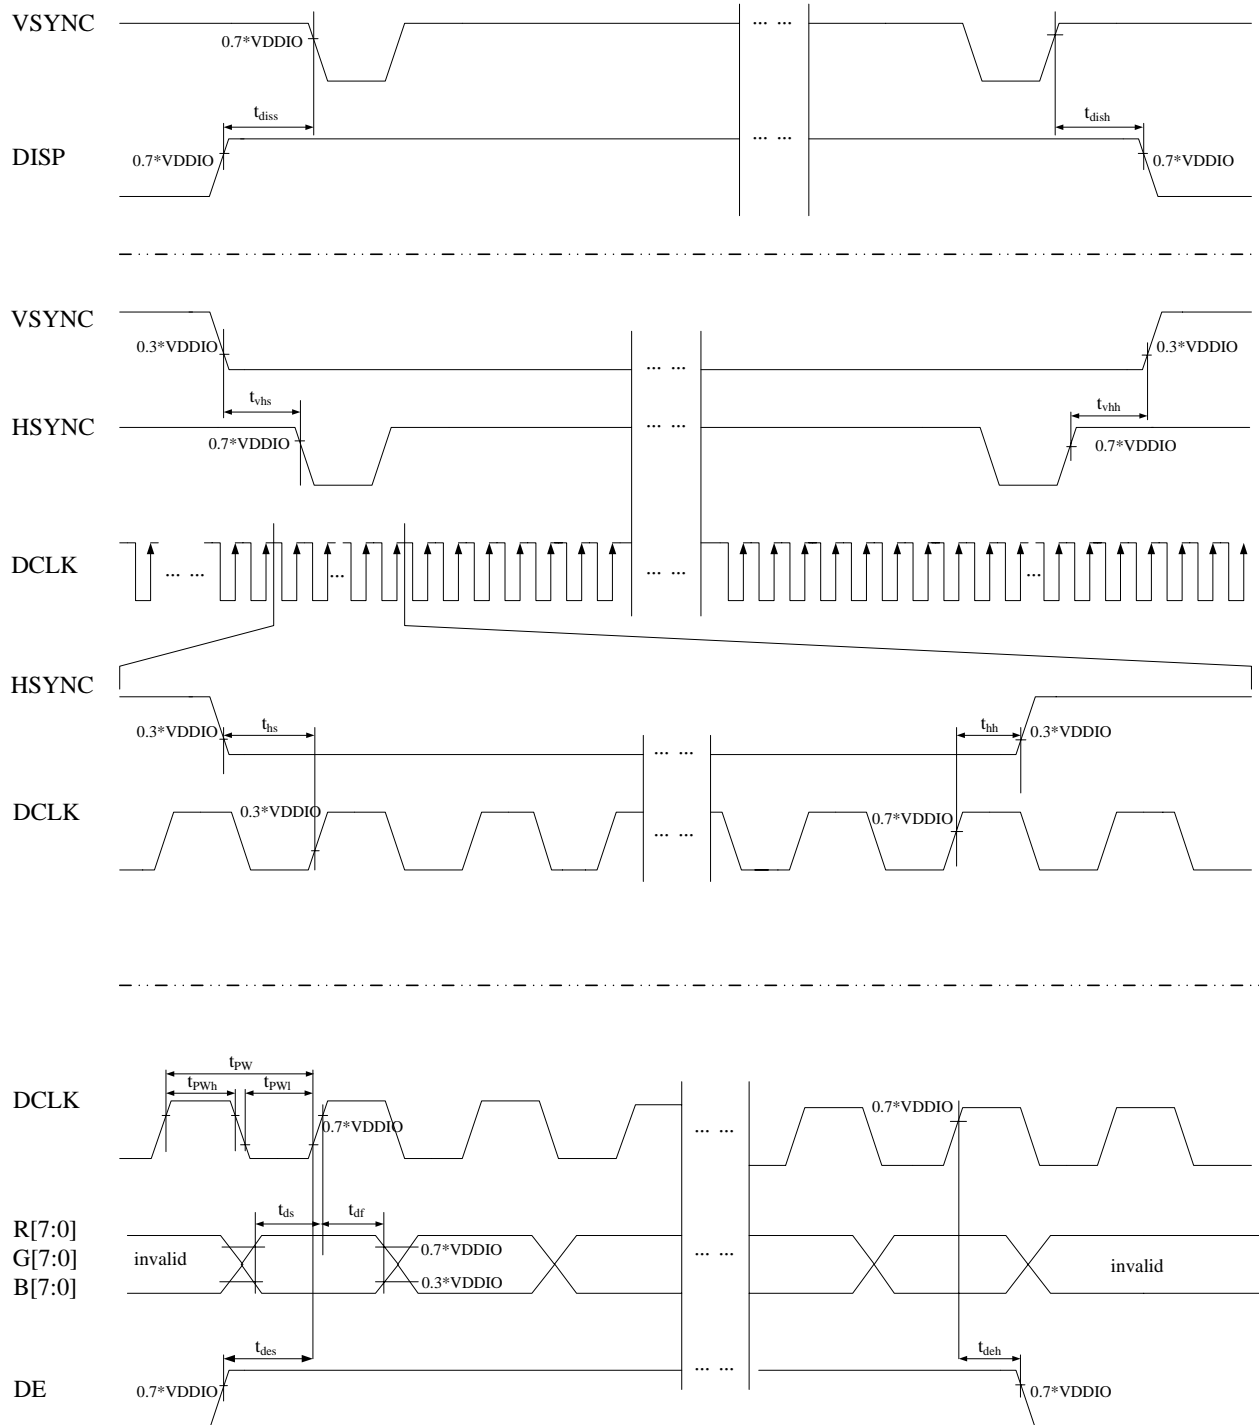 VSYNC
0.7*VDDIO
... ...
t_diss
t_dish
DISP
0.7*VDDIO
... ...
0.7*VDDIO
VSYNC
0.3*VDDIO
... ...
0.3*VDDIO
t_vhs
t_vhh
HSYNC
0.7*VDDIO
... ...
0.7*VDDIO
DCLK
... ...
...
... ...
...
HSYNC
0.3*VDDIO
t_hs
... ...
t_hh
0.3*VDDIO
DCLK
0.3*VDDIO
... ...
0.7*VDDIO
t_PW
t_PWh
t_PWl
DCLK
0.7*VDDIO
... ...
0.7*VDDIO
t_ds
t_df
R[7:0]
G[7:0]
B[7:0]
invalid
0.7*VDDIO
0.3*VDDIO
... ...
invalid
t_des
... ...
t_deh
DE
0.7*VDDIO
0.7*VDDIO